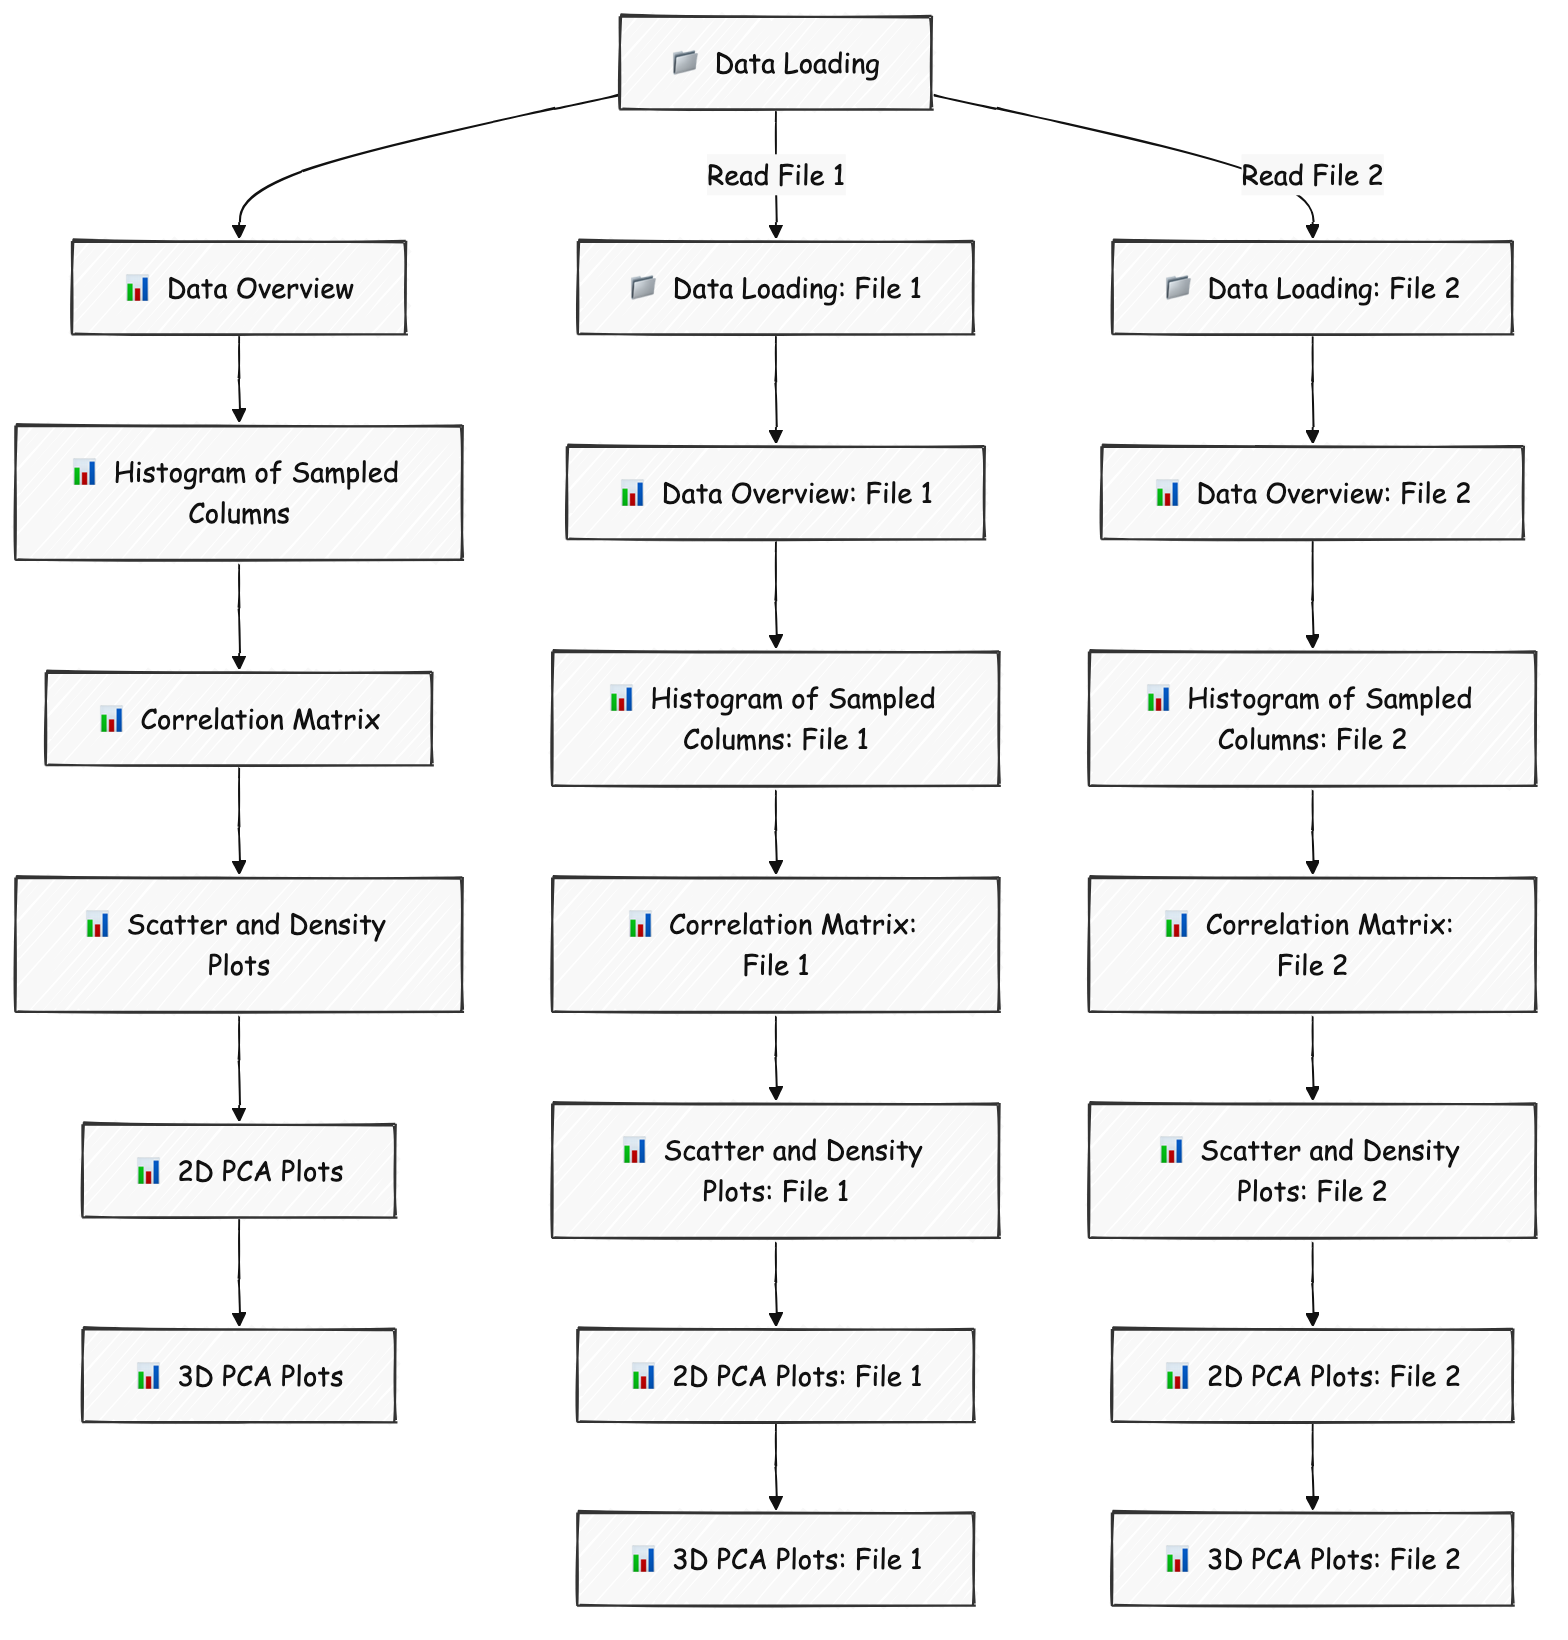 Data Loading
Read File 1
Read File 2
Data Overview
Data Loading: File 1
Data Loading: File 2
Histogram of Sampled
Columns
Data Overview: File 1
Data Overview: File 2
Correlation Matrix
Histogram of Sampled
Columns: File 1
Histogram of Sampled
Columns: File 2
Scatter and Density
Plots
Correlation Matrix:
File 1
Correlation Matrix:
File 2
2D PCA Plots
Scatter and Density
Plots: File 1
Scatter and Density
Plots: File 2
3D PCA Plots
2D PCA Plots: File 1
2D PCA Plots: File 2
3D PCA Plots: File 1
3D PCA Plots: File 2